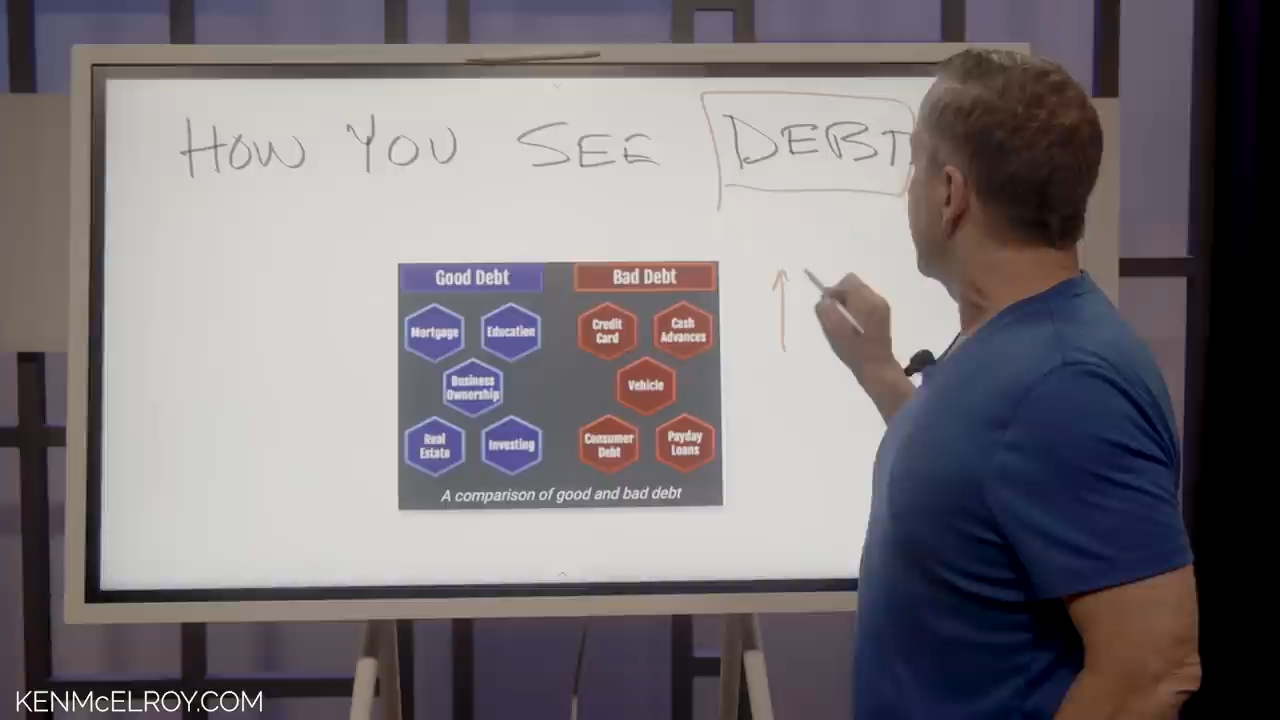 HOW YOU SEE DEBT
Good Debt
Mortgage
Education
Business
Ownership
Real
Estate
Investing
Bad Debt
Credit
Card
Cash
Advances
Vehicle
Consumer
Debt
Payday
Loans
A comparison of good and bad debt
KENMCELROY.COM